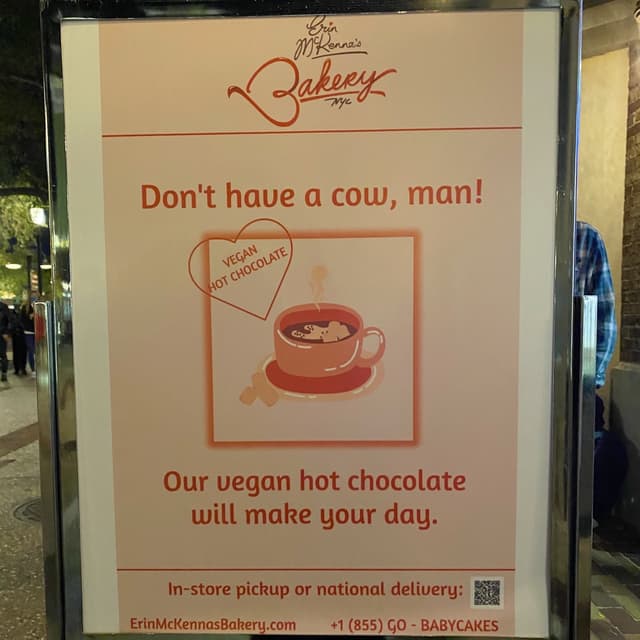 Erin
McKenna's
Bakery
NYC
Don't have a cow, man!
VEGAN
HOT CHOCOLATE
Our vegan hot chocolate
will make your day.
In-store pickup or national delivery:
ErinMcKennasBakery.com +1 (855) GO - BABYCAKES